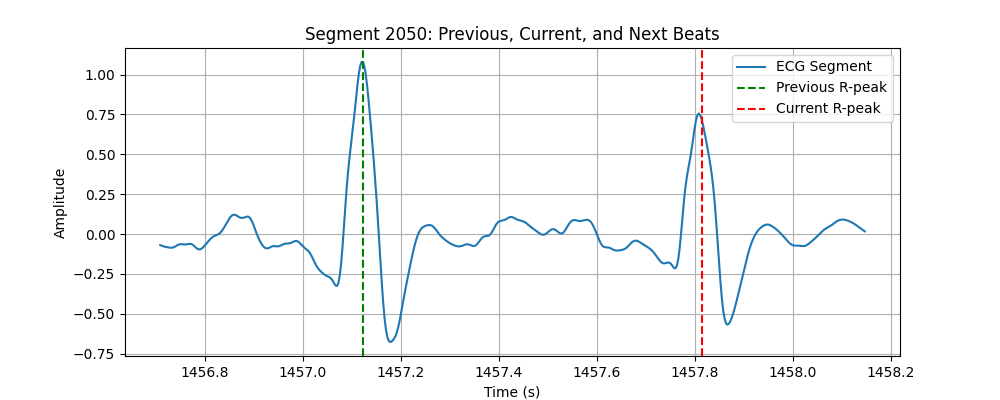 Segment 2050: Previous, Current, and Next Beats
ECG Segment
Previous R-peak
Current R-peak
1.00
0.75
0.50
0.25
0.00
−0.25
−0.50
−0.75
Amplitude
1456.8 1457.0 1457.2 1457.4 1457.6 1457.8 1458.0 1458.2
Time (s)